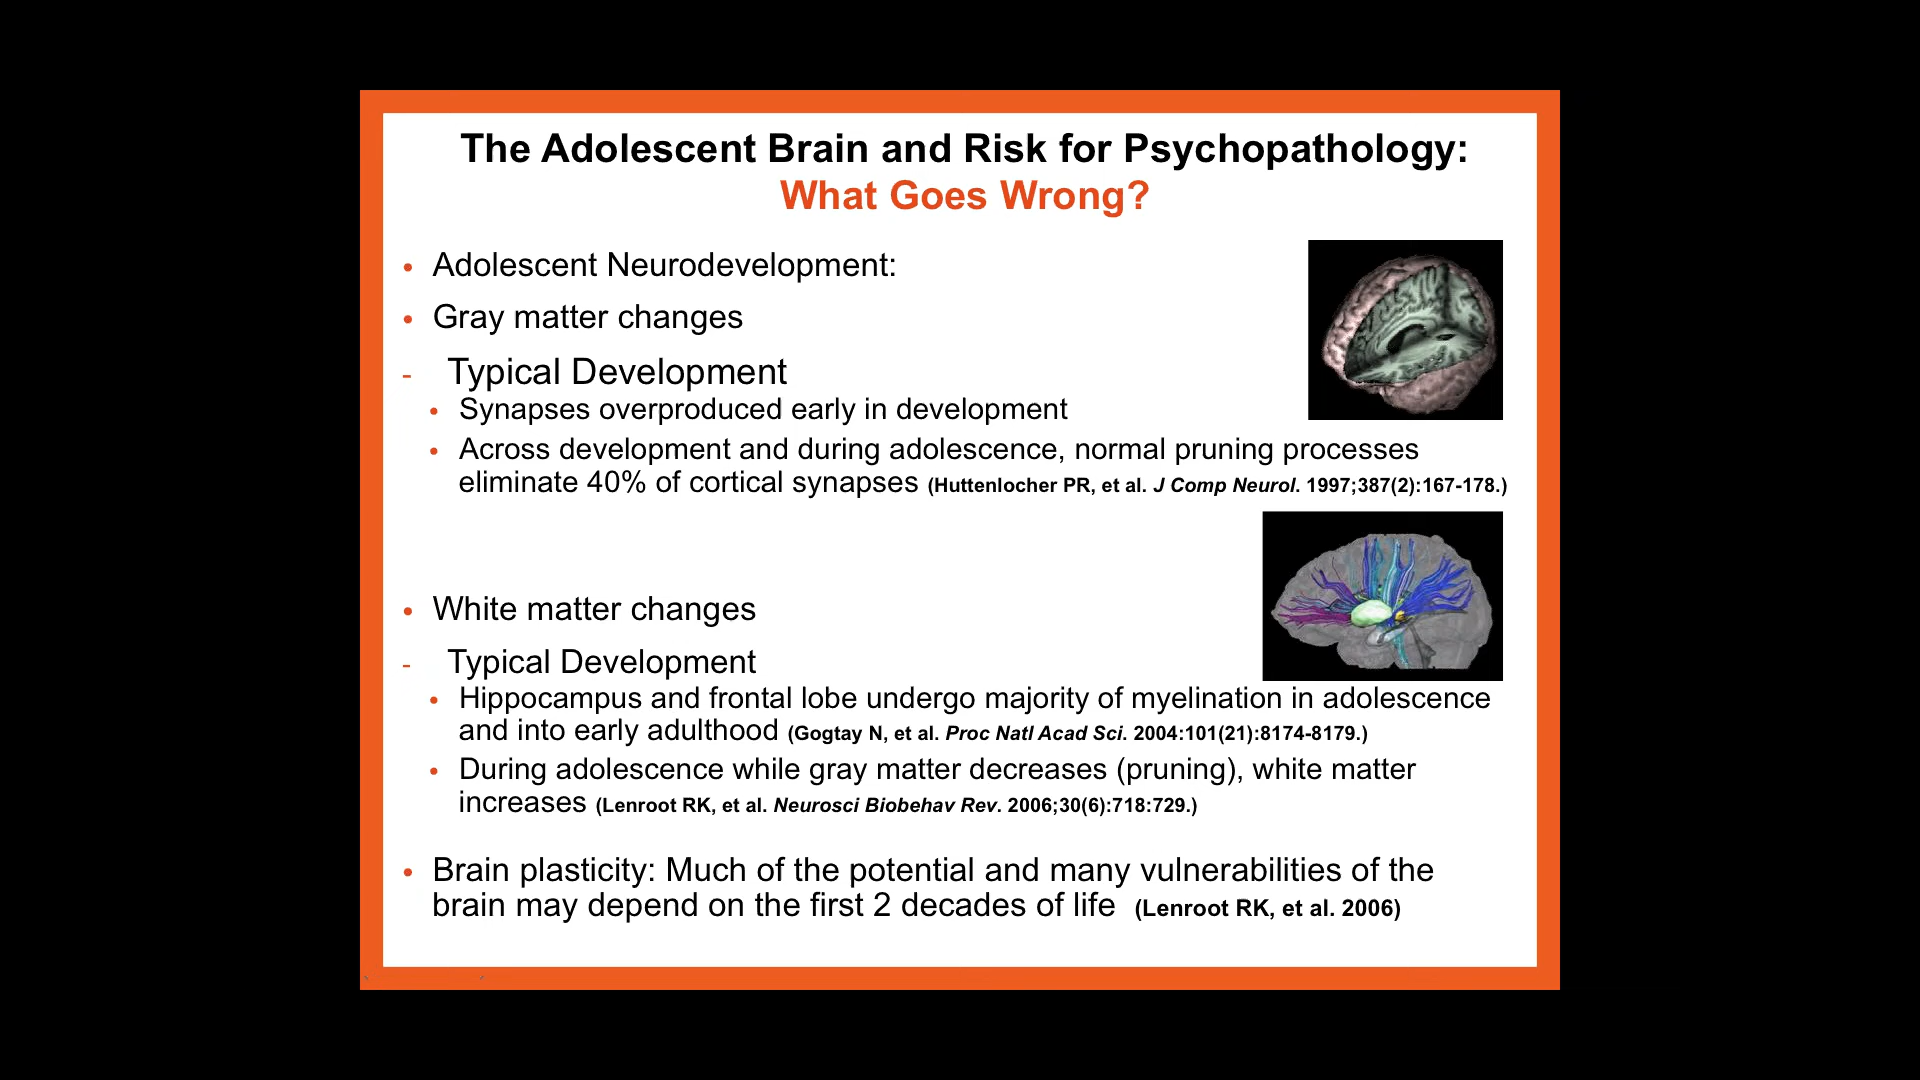 The Adolescent Brain and Risk for Psychopathology:
What Goes Wrong?
• Adolescent Neurodevelopment:
• Gray matter changes
- Typical Development
• Synapses overproduced early in development
• Across development and during adolescence, normal pruning processes
eliminate 40% of cortical synapses (Huttenlocher PR, et al. J Comp Neurol. 1997;387(2):167-178.)
• White matter changes
- Typical Development
• Hippocampus and frontal lobe undergo majority of myelination in adolescence
and into early adulthood (Gogtay N, et al. Proc Natl Acad Sci. 2004:101(21):8174-8179.)
• During adolescence while gray matter decreases (pruning), white matter
increases (Lenroot RK, et al. Neurosci Biobehav Rev. 2006;30(6):718:729.)
• Brain plasticity: Much of the potential and many vulnerabilities of the
brain may depend on the first 2 decades of life (Lenroot RK, et al. 2006)